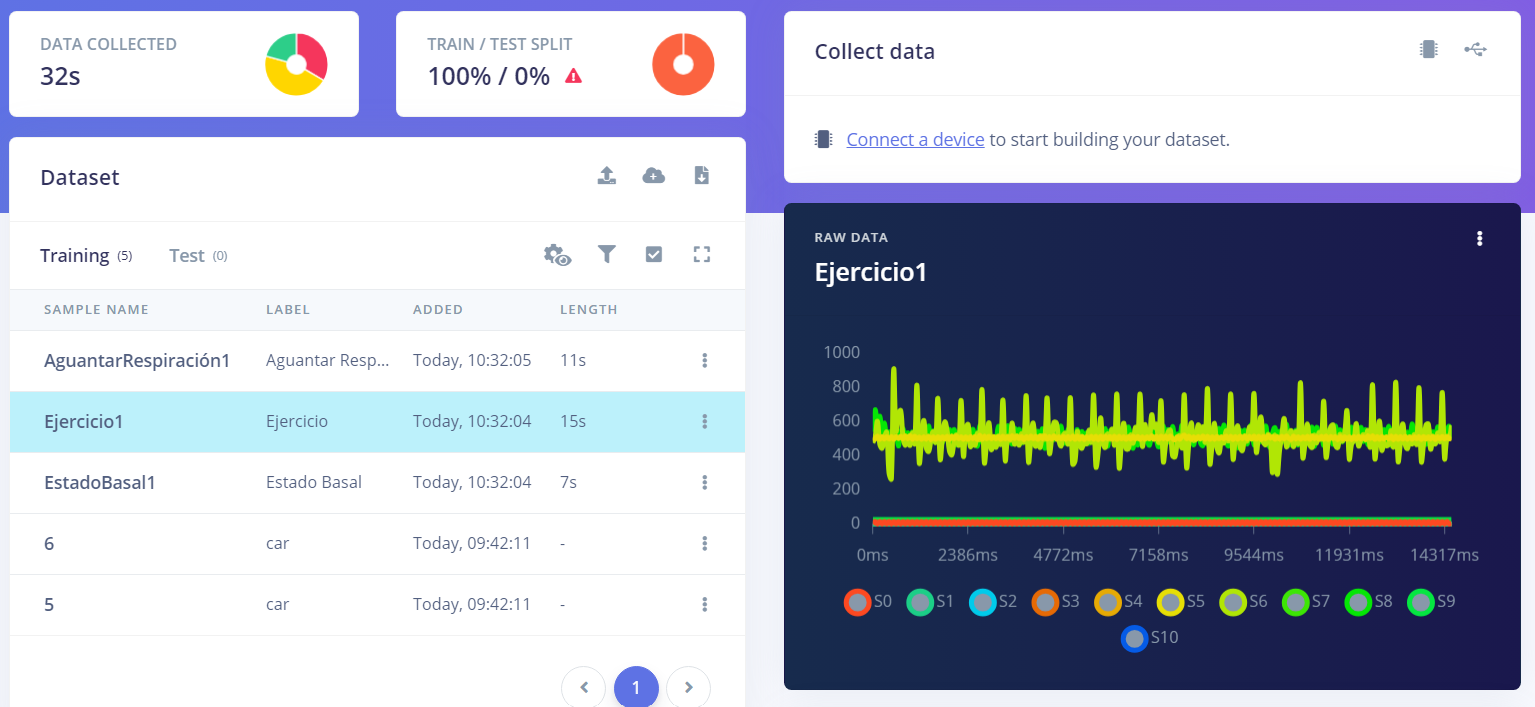 DATA COLLECTED
32s
TRAIN / TEST SPLIT
100% / 0%
Dataset
Training (5) Test (0)
SAMPLE NAME LABEL ADDED LENGTH
AguantarRespiración1 Aguantar Resp... Today, 10:32:05 11s
Ejercicio1 Ejercicio Today, 10:32:04 15s
EstadoBasal1 Estado Basal Today, 10:32:04 7s
6 car Today, 09:42:11 -
5 car Today, 09:42:11 -
1
Collect data
Connect a device to start building your dataset.
RAW DATA
Ejercicio1
1000
800
600
400
200
0
0ms 2386ms 4772ms 7158ms 9544ms 11931ms 14317ms
S0 S1 S2 S3 S4 S5 S6 S7 S8 S9
S10